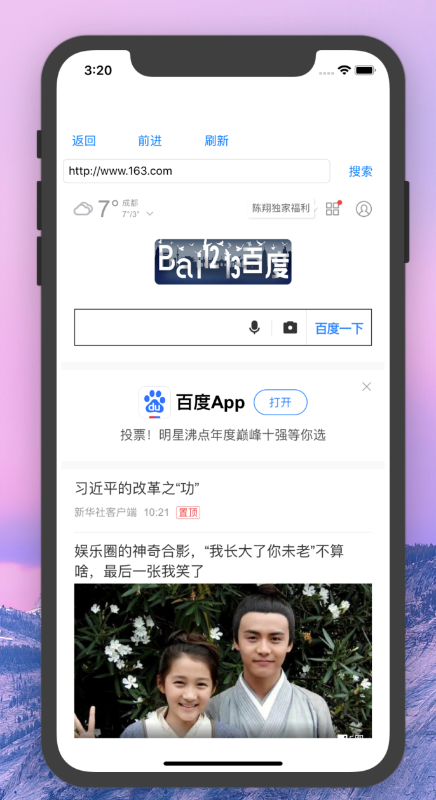 3:20
返回 前进 刷新
http://www.163.com 搜索
7° 成都 7°/3° 陈翔独家福利
Bai 12/13 百度
百度一下
du 百度App 打开
投票！明星沸点年度巅峰十强等你选
习近平的改革之“功”
新华社客户端 10:21 置顶
娱乐圈的神奇合影，“我长大了你未老”不算
啥，最后一张我笑了